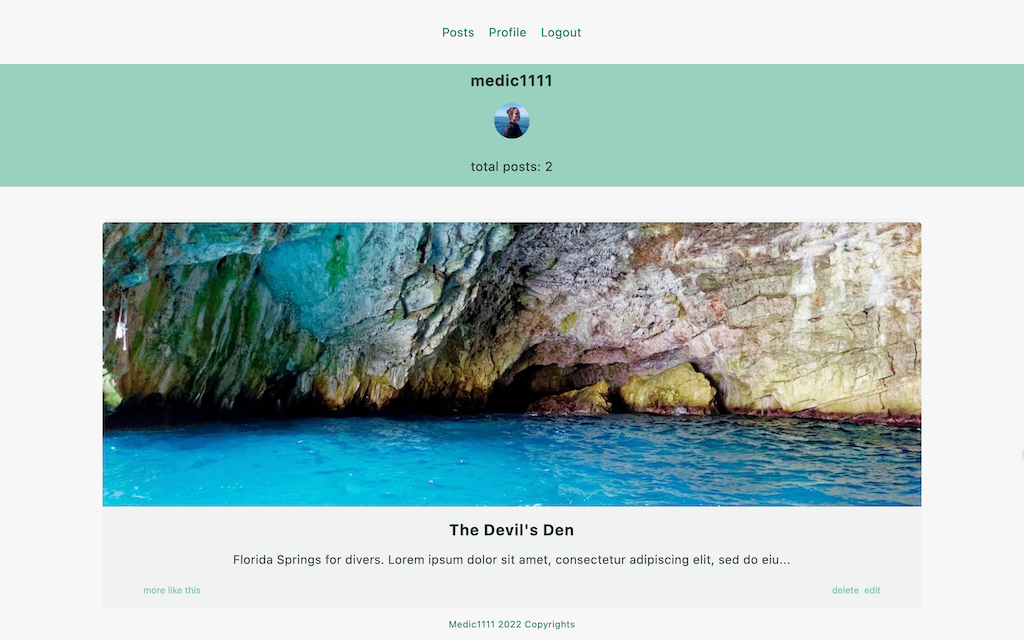 Posts Profile Logout
medic1111
total posts: 2
The Devil's Den
Florida Springs for divers. Lorem ipsum dolor sit amet, consectetur adipiscing elit, sed do eiu...
more like this delete edit
Medic1111 2022 Copyrights